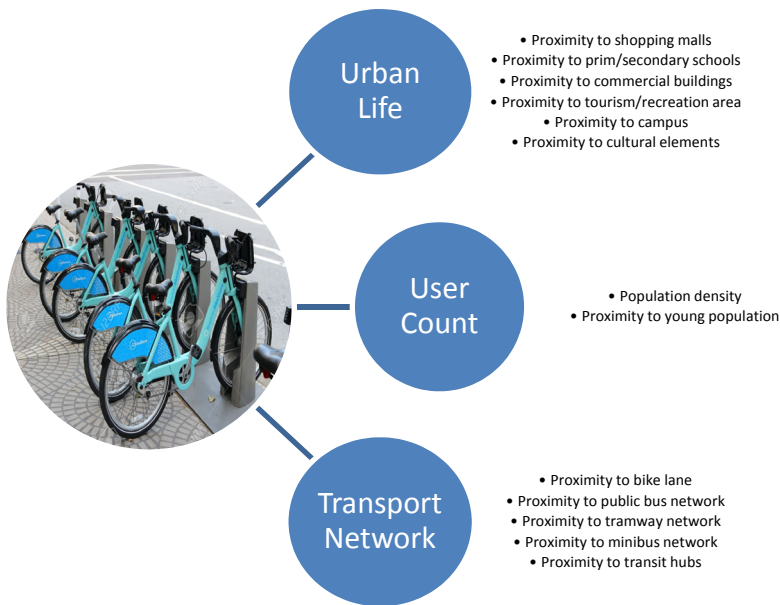 Urban
Life
• Proximity to shopping malls
• Proximity to prim/secondary schools
• Proximity to commercial buildings
• Proximity to tourism/recreation area
• Proximity to campus
• Proximity to cultural elements
User
Count
• Population density
• Proximity to young population
Transport
Network
• Proximity to bike lane
• Proximity to public bus network
• Proximity to tramway network
• Proximity to minibus network
• Proximity to transit hubs